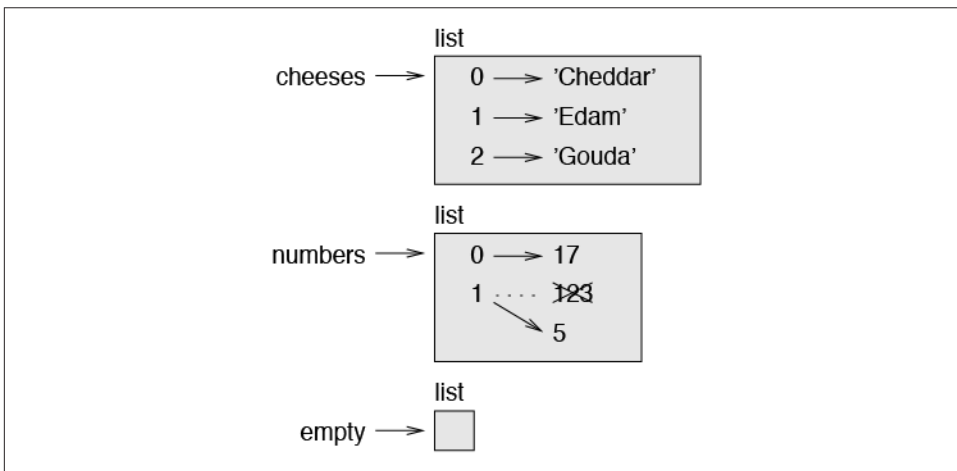 list
cheeses
0 'Cheddar'
1 'Edam'
2 'Gouda'
list
numbers
0 17
1 123
5
list
empty